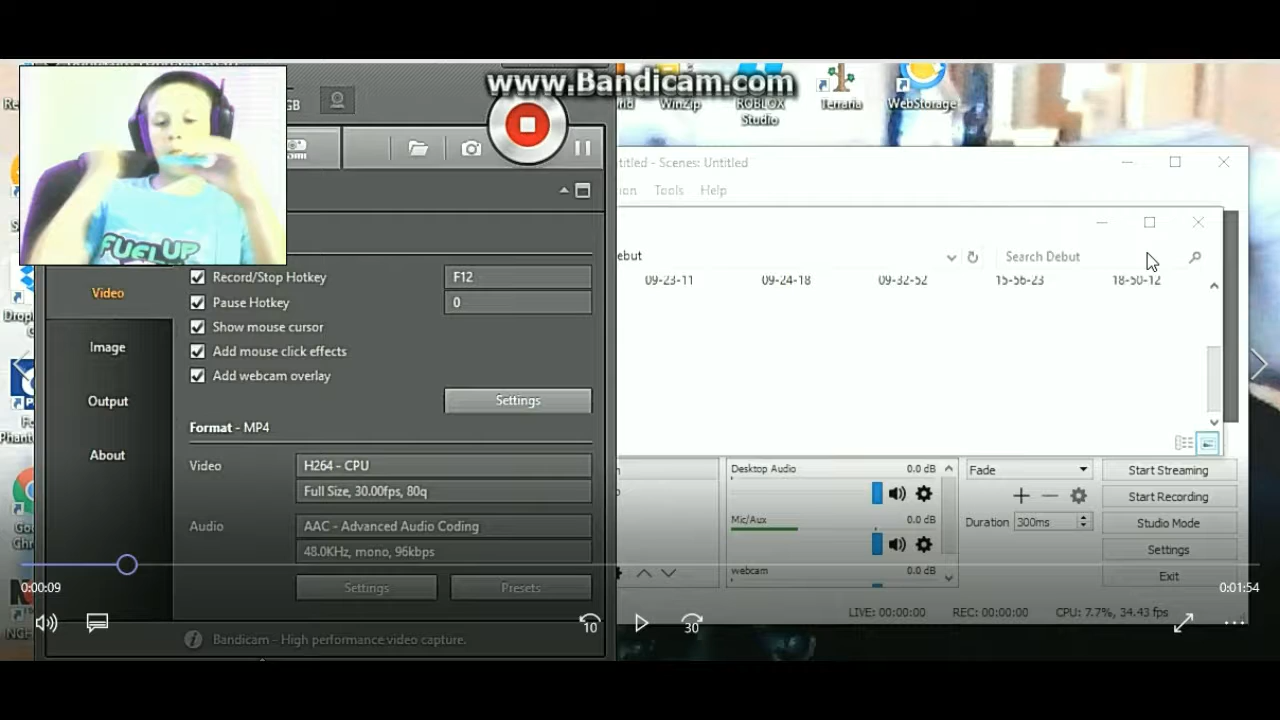 www.Bandicam.com
GB
WinZip
ROBLOX
Studio
Terraria
WebStorage
FUEL UP
Untitled - Scenes: Untitled
Tools
Help
Search Debut
09-23-11
09-24-18
09-32-52
15-56-23
18-50-12
Video
Image
Output
About
Record/Stop Hotkey
F12
Pause Hotkey
0
Show mouse cursor
Add mouse click effects
Add webcam overlay
Settings
Format - MP4
Video
H264 - CPU
Full Size, 30.00fps, 80q
Audio
AAC - Advanced Audio Coding
48.0KHz, mono, 96kbps
Settings
Presets
Bandicam - High performance video capture.
Desktop Audio
0.0 dB
Mic/Aux
0.0 dB
webcam
0.0 dB
Fade
Duration
300ms
Start Streaming
Start Recording
Studio Mode
Settings
Exit
LIVE: 00:00:00
REC: 00:00:00
CPU: 7.7%, 34.43 fps
0:00:09
0:01:54
10
30